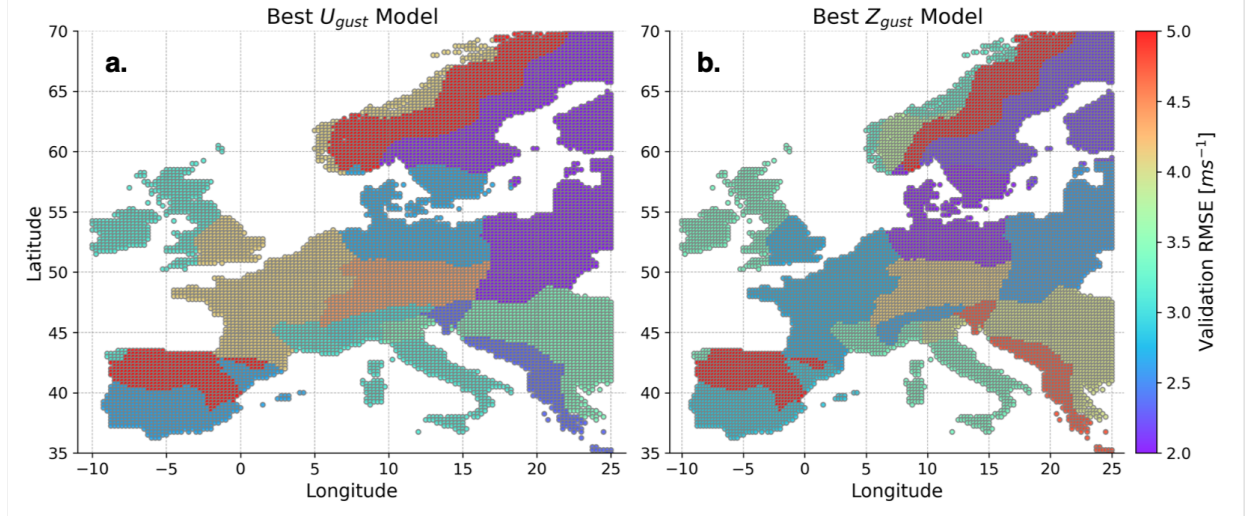 Best U_gust Model
a.
70
65
60
55
50
45
40
35
Latitude
−10 −5 0 5 10 15 20 25
Longitude
Best Z_gust Model
b.
70
65
60
55
50
45
40
35
−10 −5 0 5 10 15 20 25
Longitude
5.0
4.5
4.0
3.5
3.0
2.5
2.0
Validation RMSE [ms⁻¹]